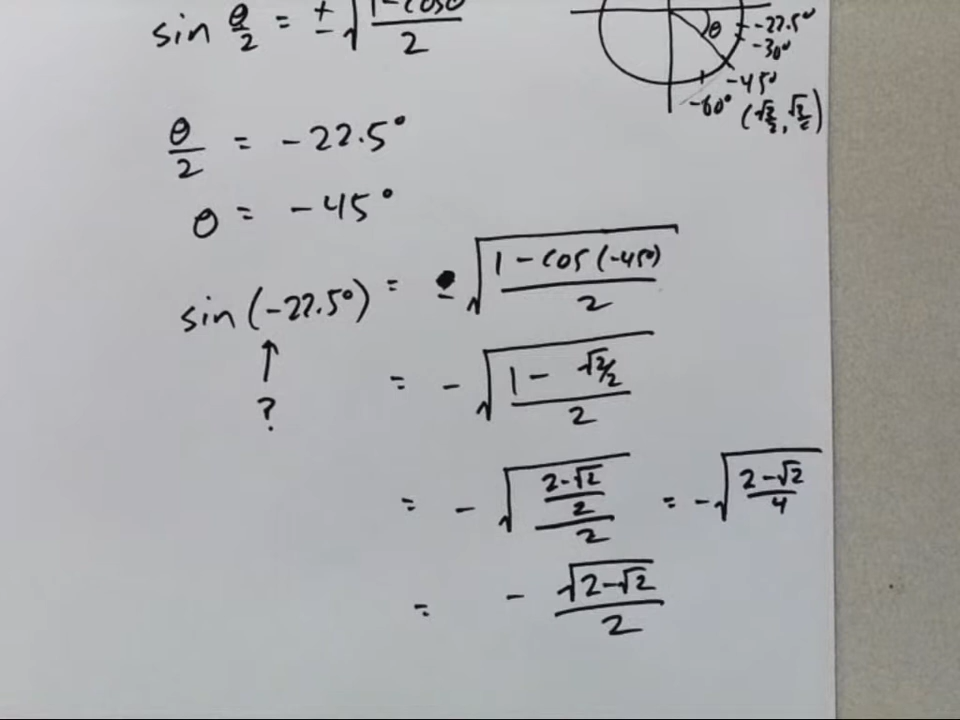 sin θ/2 = ± √((1-cosθ)/2)
θ
-22.5°
-30°
-45°
-60° (√2/2, √2/2)
θ/2 = -22.5°
θ = -45°
sin (-22.5°) = - √((1 - cos (-45°))/2)
↑
?
= - √((1 - √2/2)/2)
= - √(((2-√2)/2)/2) = - √((2-√2)/4)
= - √(2-√2)/2